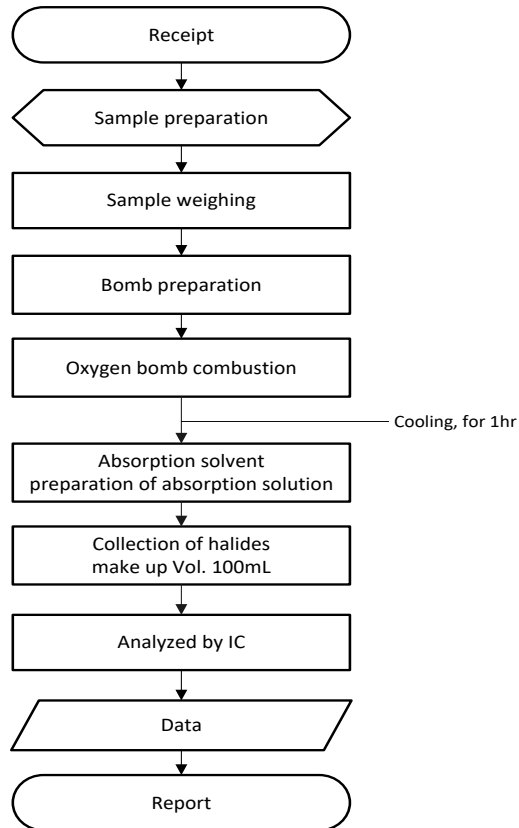 Receipt
Sample preparation
Sample weighing
Bomb preparation
Oxygen bomb combustion
Cooling, for 1hr
Absorption solvent
preparation of absorption solution
Collection of halides
make up Vol. 100mL
Analyzed by IC
Data
Report